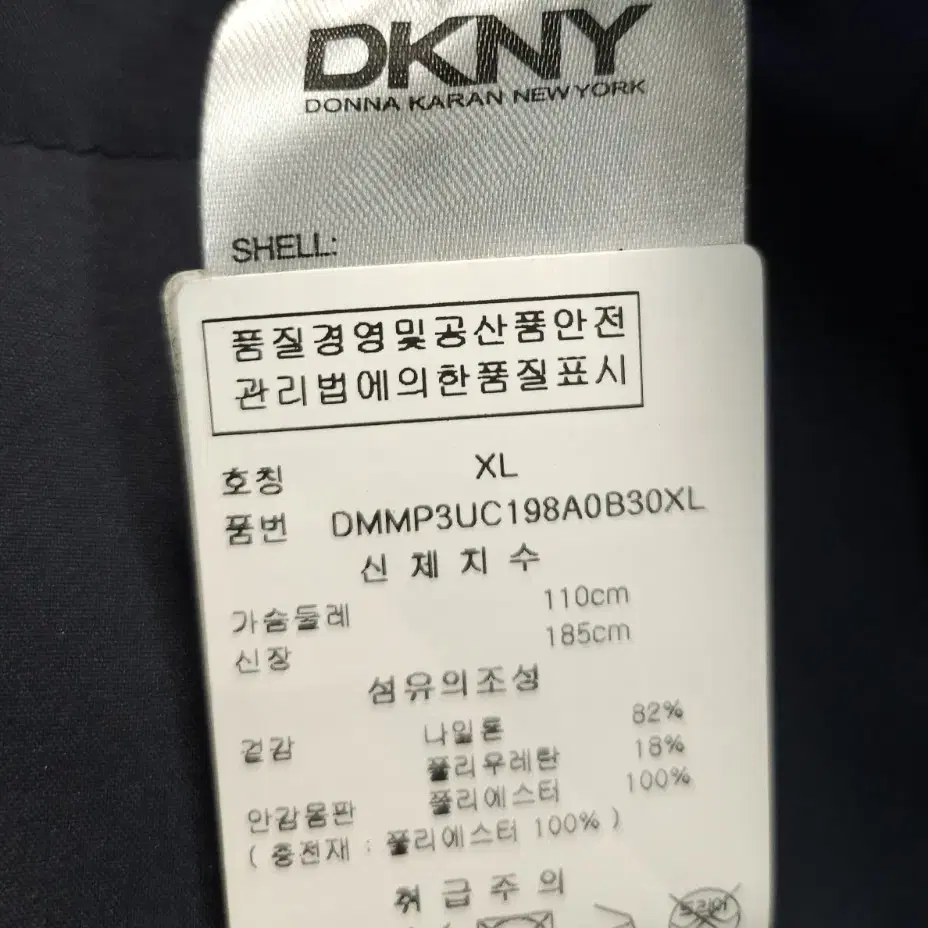 DKNY
DONNA KARAN NEW YORK
SHELL:
품질경영및공산품안전
관리법에의한품질표시
호칭 XL
품번 DMMP3UC198A0B30XL
신체치수
가슴둘레 110cm
신장 185cm
섬유의조성
겉감 나일론 82%
폴리우레탄 18%
안감몸판 폴리에스터 100%
( 충전재 : 폴리에스터 100% )
취급주의
드라이